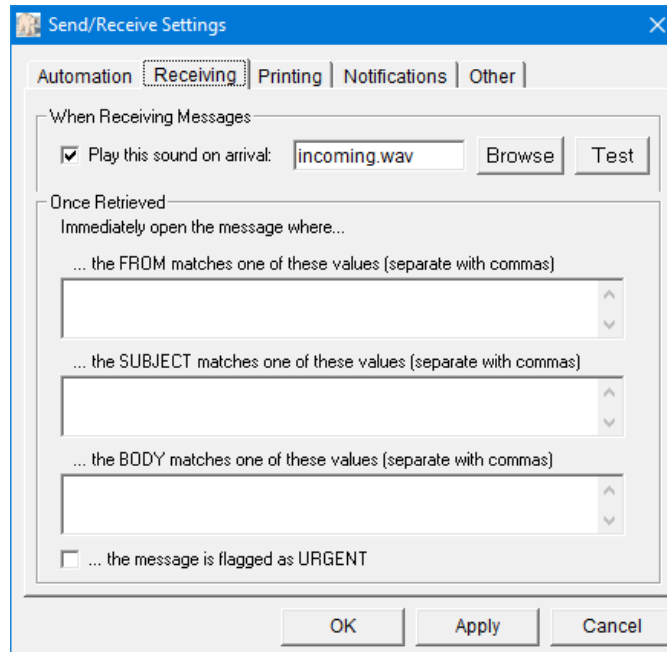 Send/Receive Settings
Automation Receiving Printing Notifications Other
When Receiving Messages
Play this sound on arrival: incoming.wav Browse Test
Once Retrieved
Immediately open the message where...
... the FROM matches one of these values (separate with commas)
... the SUBJECT matches one of these values (separate with commas)
... the BODY matches one of these values (separate with commas)
... the message is flagged as URGENT
OK Apply Cancel